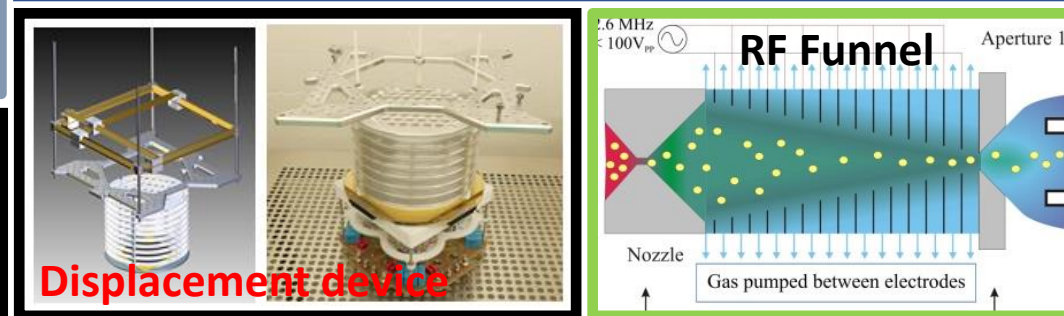 Displacement device
.6 MHz
< 100Vpp
RF Funnel
Aperture 1
Nozzle
Gas pumped between electrodes